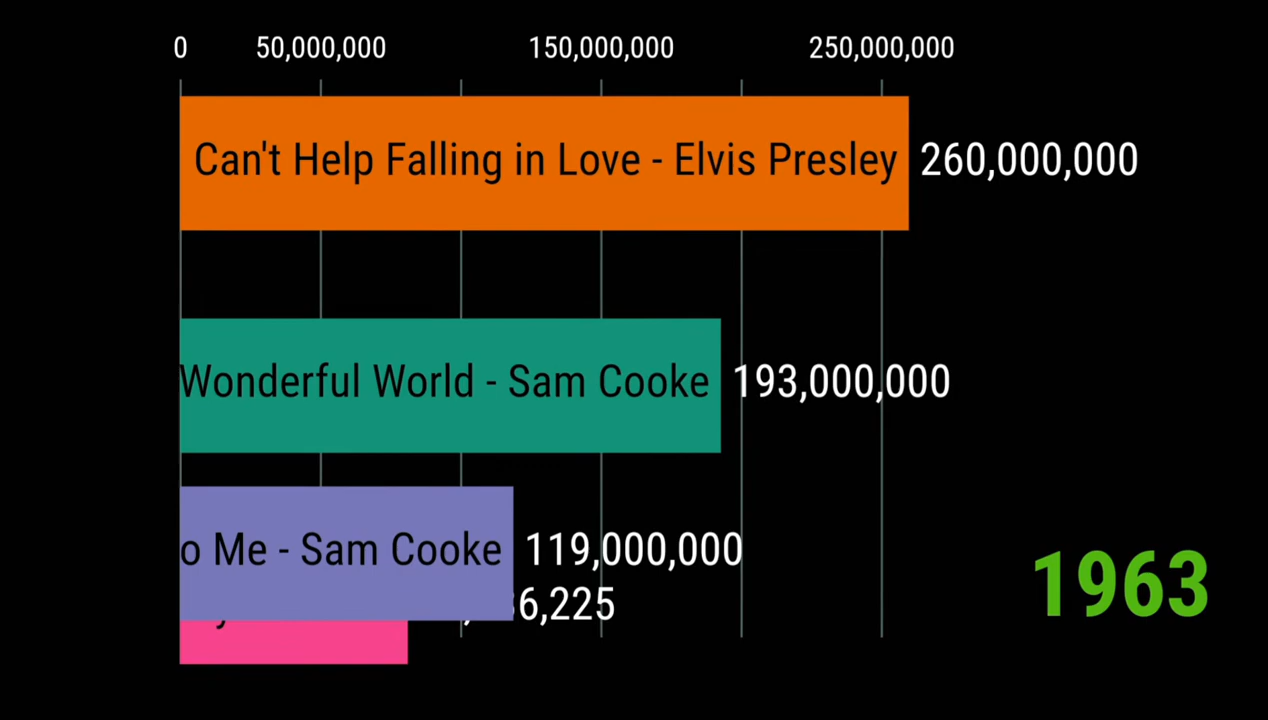 0 50,000,000 150,000,000 250,000,000
Can't Help Falling in Love - Elvis Presley 260,000,000
Wonderful World - Sam Cooke 193,000,000
o Me - Sam Cooke 119,000,000
6,225
1963